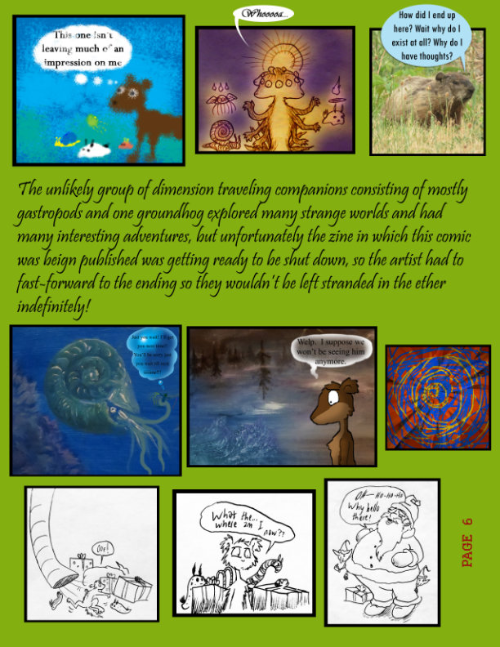 This one isn't
leaving much of an
impression on me
Whooooa...
How did I end up
here? Wait why do I
exist at all? Why do I
have thoughts?
The unlikely group of dimension traveling companions consisting of mostly
gastropods and one groundhog explored many strange worlds and had
many interesting adventures, but unfortunately the zine in which this comic
was beign published was getting ready to be shut down, so the artist had to
fast-forward to the ending so they wouldn't be left stranded in the ether
indefinitely!
Welp. I suppose we
won't be seeing him
anymore.
What the...
where am I
now?!
Ho-Ho-Ho
Why hello
there!
PAGE 6